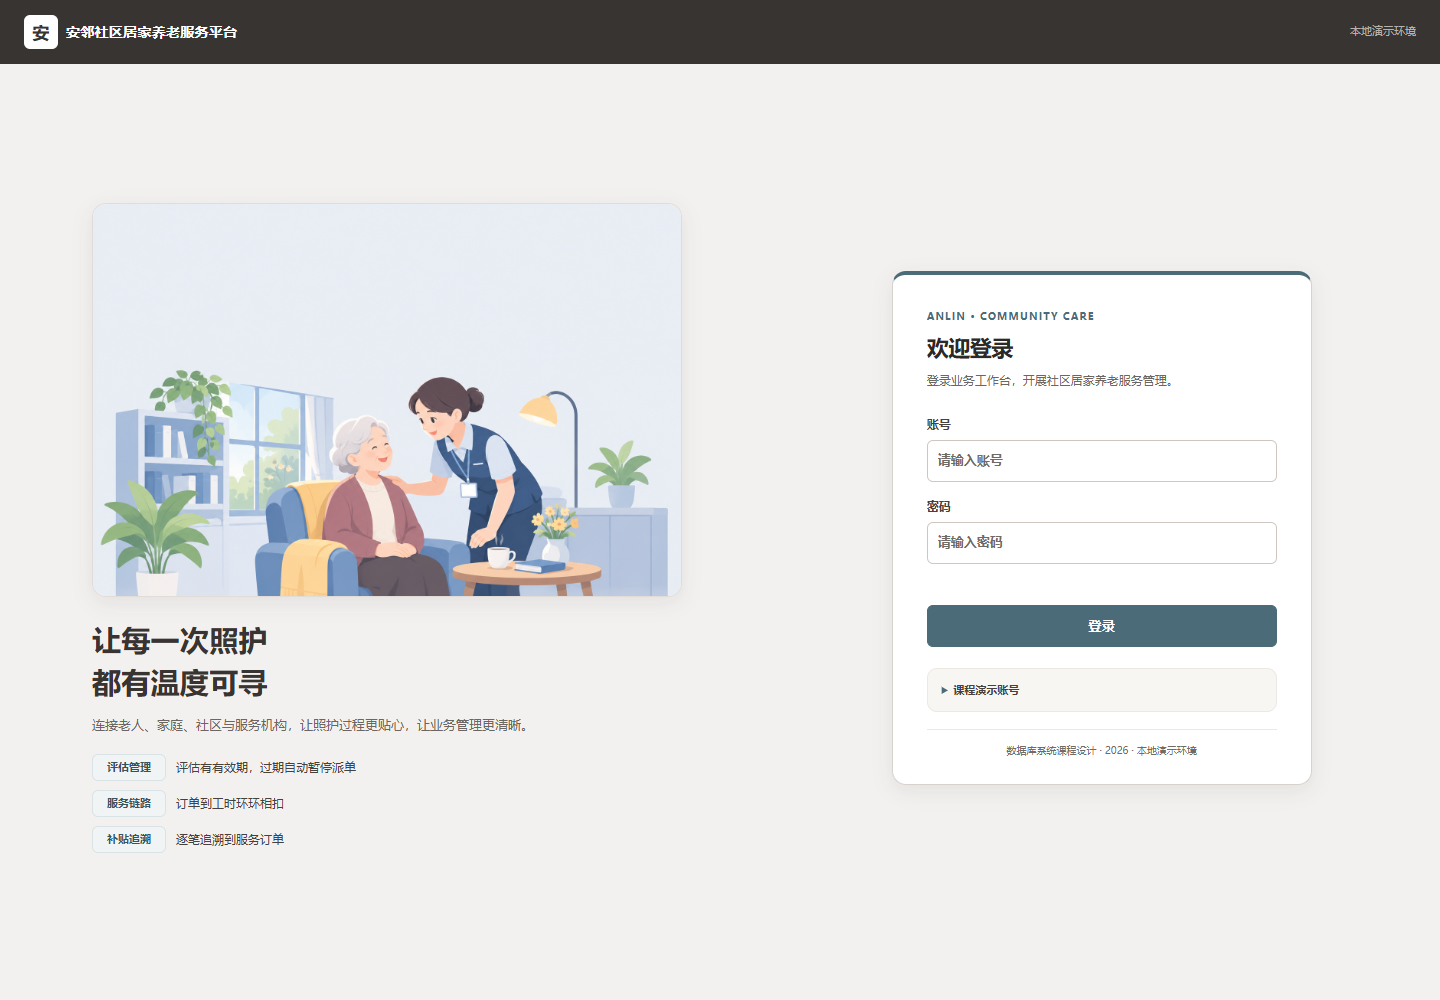 安
安邻社区居家养老服务平台
本地演示环境
让每一次照护
都有温度可寻
连接老人、家庭、社区与服务机构，让照护过程更贴心，让业务管理更清晰。
评估管理 评估有有效期，过期自动暂停派单
服务链路 订单到工时环环相扣
补贴追溯 逐笔追溯到服务订单
ANLIN • COMMUNITY CARE
欢迎登录
登录业务工作台，开展社区居家养老服务管理。
账号
请输入账号
密码
请输入密码
登录
课程演示账号
数据库系统课程设计 · 2026 · 本地演示环境